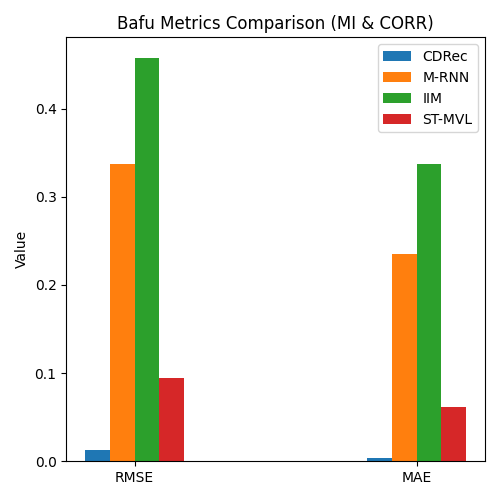 Bafu Metrics Comparison (MI & CORR)
CDRec
M-RNN
IIM
ST-MVL
Value
0.4
0.3
0.2
0.1
0.0
RMSE
MAE